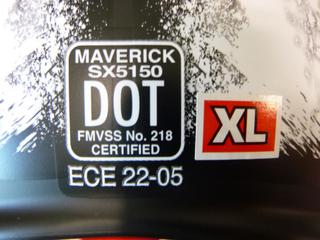 MAVERICK
SX5150
DOT
FMVSS No. 218
CERTIFIED
ECE 22-05
XL